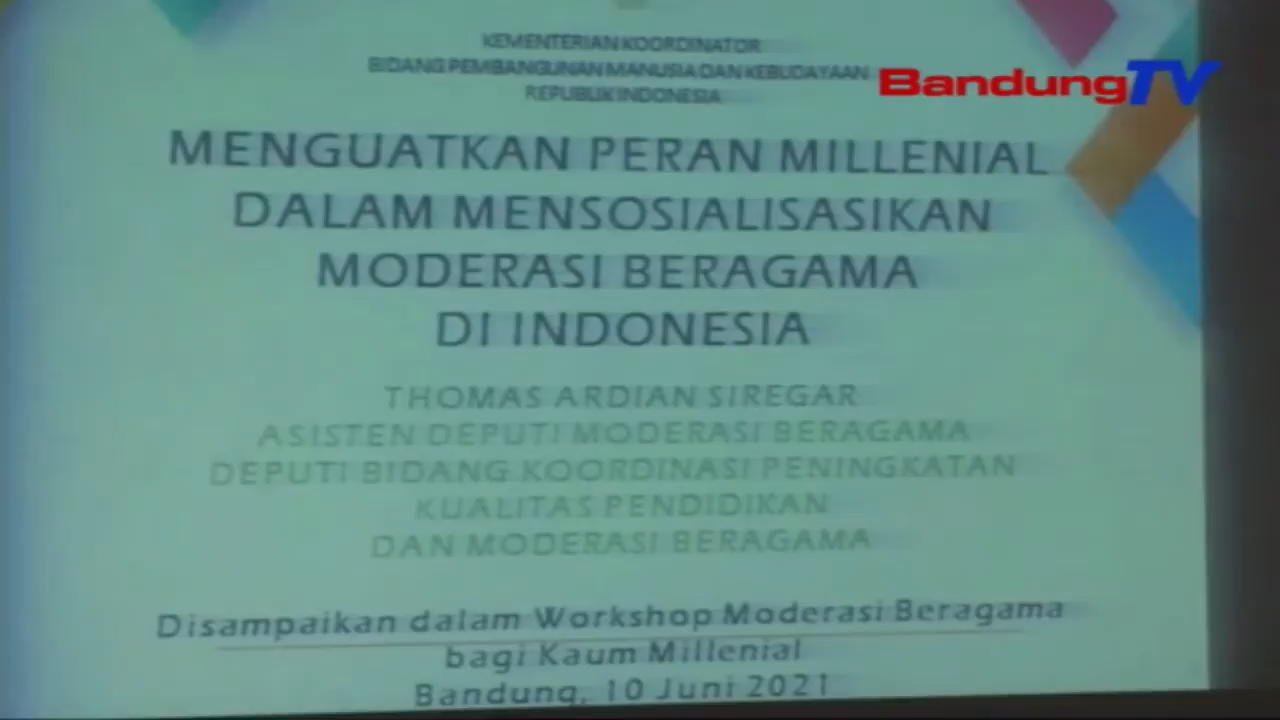 KEMENTERIAN KOORDINATOR
BIDANG PEMBANGUNAN MANUSIA DAN KEBUDAYAAN
REPUBLIK INDONESIA
BandungTV
MENGUATKAN PERAN MILLENIAL
DALAM MENSOSIALISASIKAN
MODERASI BERAGAMA
DI INDONESIA
THOMAS ARDIAN SIREGAR
ASISTEN DEPUTI MODERASI BERAGAMA
DEPUTI BIDANG KOORDINASI PENINGKATAN
KUALITAS PENDIDIKAN
DAN MODERASI BERAGAMA
Disampaikan dalam Workshop Moderasi Beragama
bagi Kaum Millenial
Bandung, 10 Juni 2021